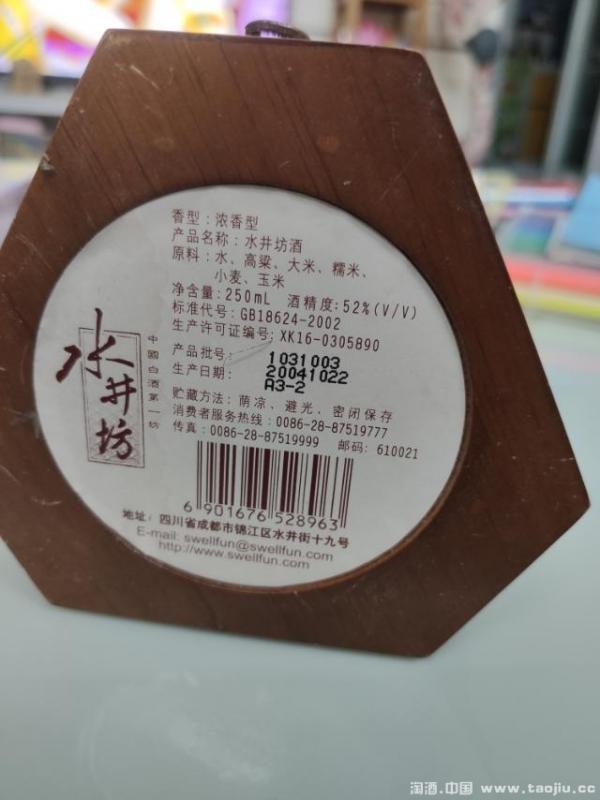 香型：浓香型
产品名称：水井坊酒
原料：水、高粱、大米、糯米、
小麦、玉米
净含量：250mL 酒精度：52%(V/V)
标准代号：GB18624-2002
生产许可证编号：XK16-0305890
产品批号： 1031003
生产日期： 20041022
A3-2
贮藏方法：荫凉、避光、密闭保存
消费者服务热线：0086-28-87519777
传真：0086-28-87519999 邮码：610021
水井坊
中國白酒第一坊
6 901676 528963
地址：四川省成都市锦江区水井街十九号
E-mail: swellfun@swellfun.com
http://www.swellfun.com
淘酒.中国 www.taojiu.cc